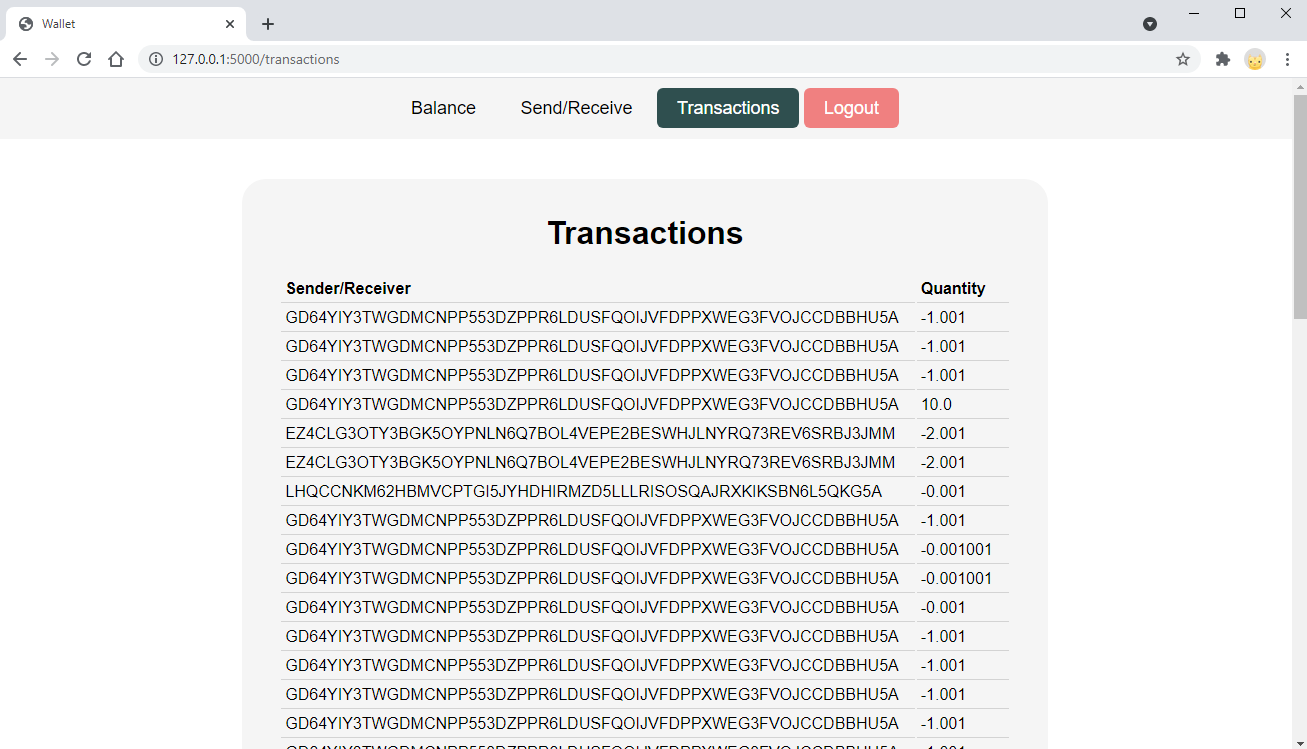 Wallet
127.0.0.1:5000/transactions
Balance Send/Receive Transactions Logout
Transactions
Sender/Receiver Quantity
GD64YIY3TWGDMCNPP553DZPPR6LDUSFQOIJVFDPPXWEG3FVOJCCDBBHU5A -1.001
GD64YIY3TWGDMCNPP553DZPPR6LDUSFQOIJVFDPPXWEG3FVOJCCDBBHU5A -1.001
GD64YIY3TWGDMCNPP553DZPPR6LDUSFQOIJVFDPPXWEG3FVOJCCDBBHU5A -1.001
GD64YIY3TWGDMCNPP553DZPPR6LDUSFQOIJVFDPPXWEG3FVOJCCDBBHU5A 10.0
EZ4CLG3OTY3BGK5OYPNLN6Q7BOL4VEPE2BESWHJLNYRQ73REV6SRBJ3JMM -2.001
EZ4CLG3OTY3BGK5OYPNLN6Q7BOL4VEPE2BESWHJLNYRQ73REV6SRBJ3JMM -2.001
LHQCCNKM62HBMVCPTGI5JYHDHIRMZD5LLLRISOSQAJRXKIKSBN6L5QKG5A -0.001
GD64YIY3TWGDMCNPP553DZPPR6LDUSFQOIJVFDPPXWEG3FVOJCCDBBHU5A -1.001
GD64YIY3TWGDMCNPP553DZPPR6LDUSFQOIJVFDPPXWEG3FVOJCCDBBHU5A -0.001001
GD64YIY3TWGDMCNPP553DZPPR6LDUSFQOIJVFDPPXWEG3FVOJCCDBBHU5A -0.001001
GD64YIY3TWGDMCNPP553DZPPR6LDUSFQOIJVFDPPXWEG3FVOJCCDBBHU5A -0.001
GD64YIY3TWGDMCNPP553DZPPR6LDUSFQOIJVFDPPXWEG3FVOJCCDBBHU5A -1.001
GD64YIY3TWGDMCNPP553DZPPR6LDUSFQOIJVFDPPXWEG3FVOJCCDBBHU5A -1.001
GD64YIY3TWGDMCNPP553DZPPR6LDUSFQOIJVFDPPXWEG3FVOJCCDBBHU5A -1.001
GD64YIY3TWGDMCNPP553DZPPR6LDUSFQOIJVFDPPXWEG3FVOJCCDBBHU5A -1.001